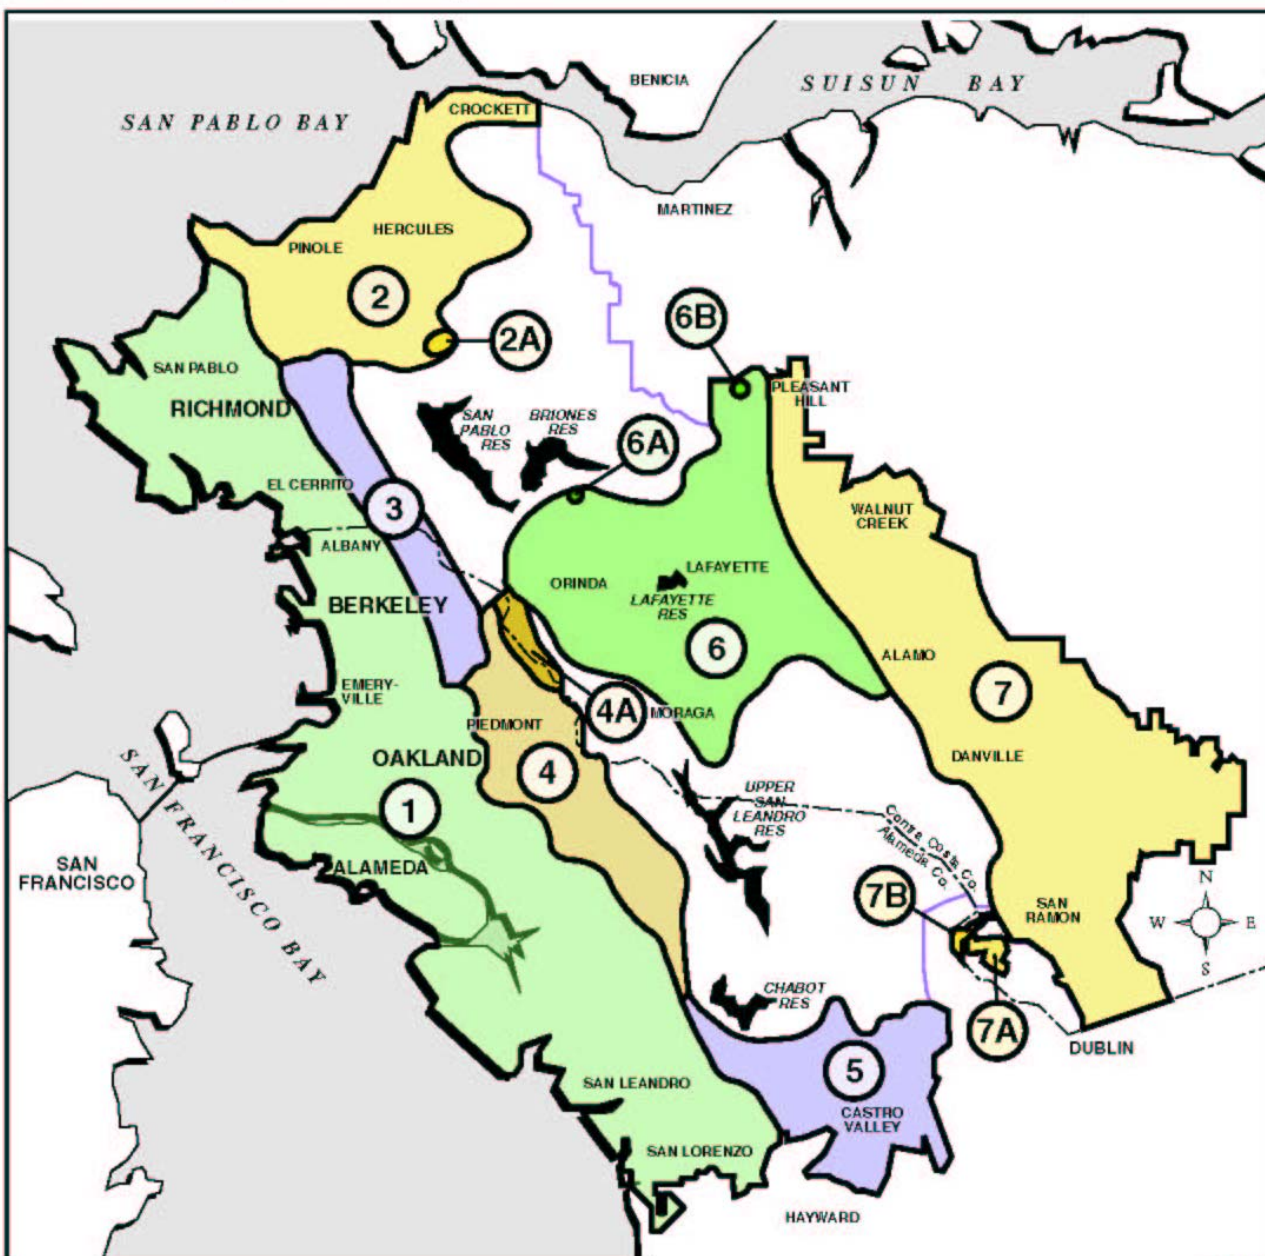 BENICIA
SUISUN BAY
SAN PABLO BAY
CROCKETT
MARTINEZ
HERCULES
PINOLE
2
6B
2A
SAN PABLO
RICHMOND
PLEASANT
HILL
SAN
PABLO
RES
BRIONES
RES
6A
EL CERRITO
3
WALNUT
CREEK
ALBANY
ORINDA
LAFAYETTE
LAFAYETTE
RES
BERKELEY
6
ALAMO
7
EMERY-
VILLE
4A
MORAGA
PIEDMONT
OAKLAND
4
DANVILLE
1
UPPER
SAN
LEANDRO
RES
SAN FRANCISCO BAY
Contra Costa Co.
Alameda Co.
SAN
FRANCISCO
ALAMEDA
7B
SAN
RAMON
N
W E
S
CHABOT
RES
7A
DUBLIN
5
SAN LEANDRO
CASTRO
VALLEY
SAN LORENZO
HAYWARD